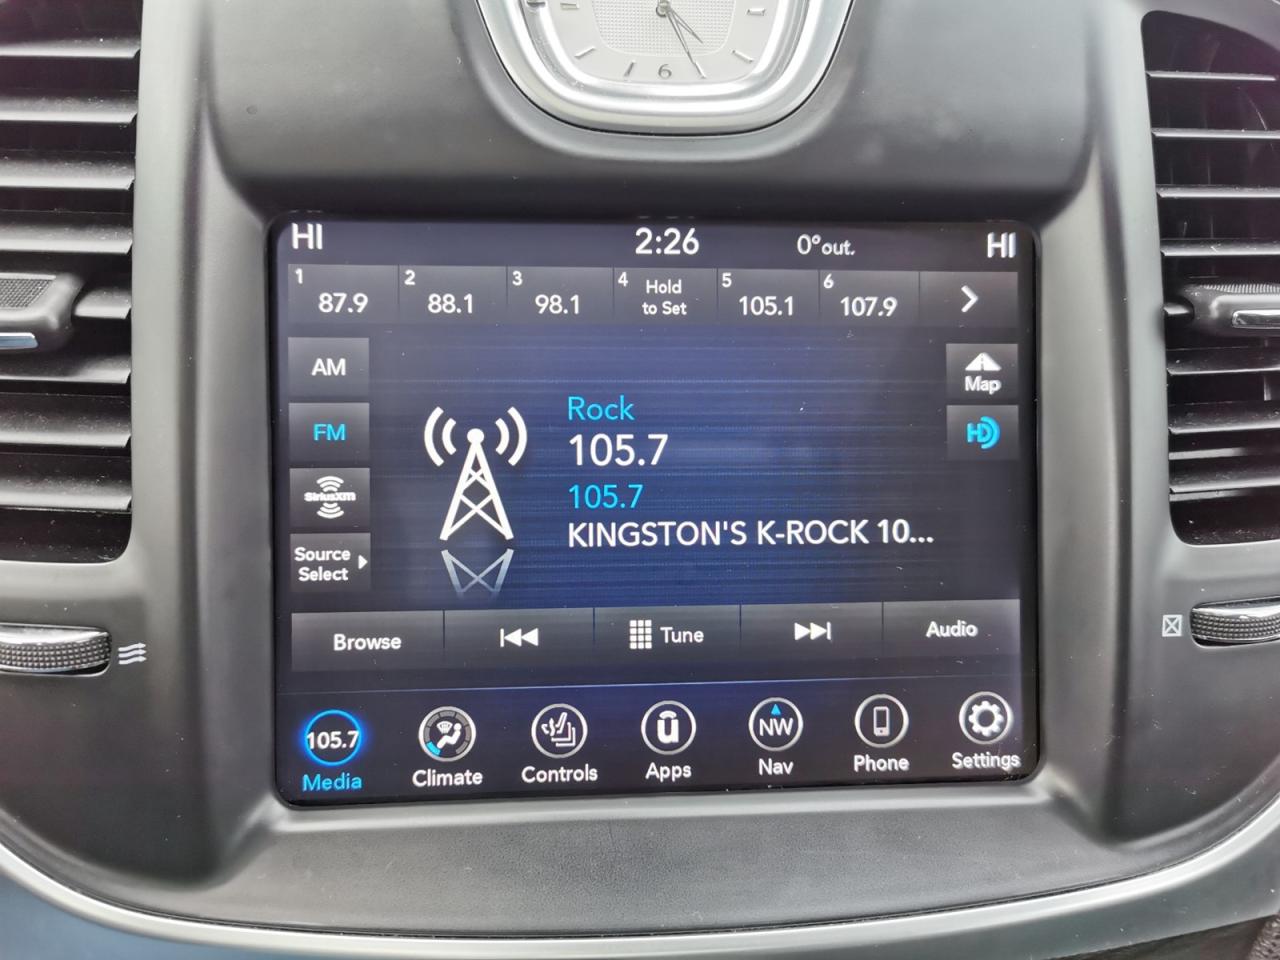 6
HI
2:26
0° out.
HI
1
87.9
2
88.1
3
98.1
4
Hold
to Set
5
105.1
6
107.9
AM
FM
SiriusXM
Source
Select
Rock
105.7
105.7
KINGSTON'S K-ROCK 10...
Map
HD
Browse
Tune
Audio
105.7
Media
Climate
Controls
u
Apps
NW
Nav
Phone
Settings